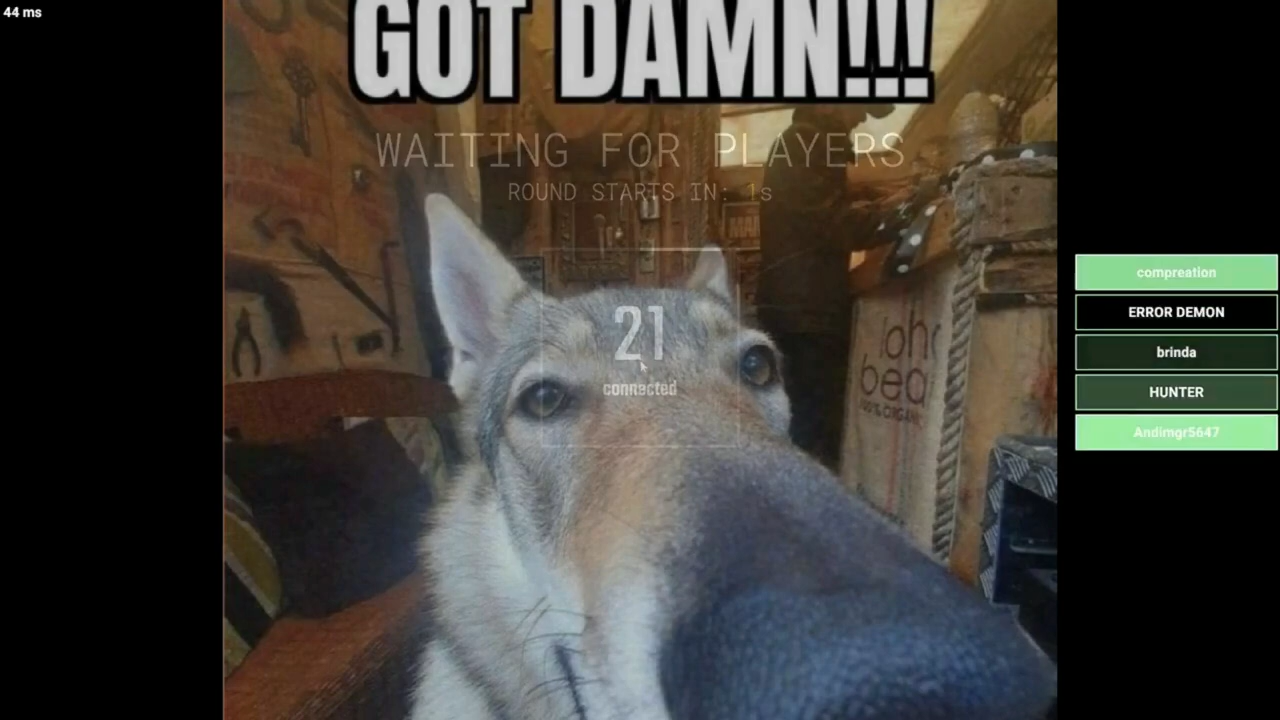 44 ms
GOT DAMN!!!
WAITING FOR PLAYERS
ROUND STARTS IN: 1s
21
connected
compreation
ERROR DEMON
brinda
HUNTER
Andimgr5647